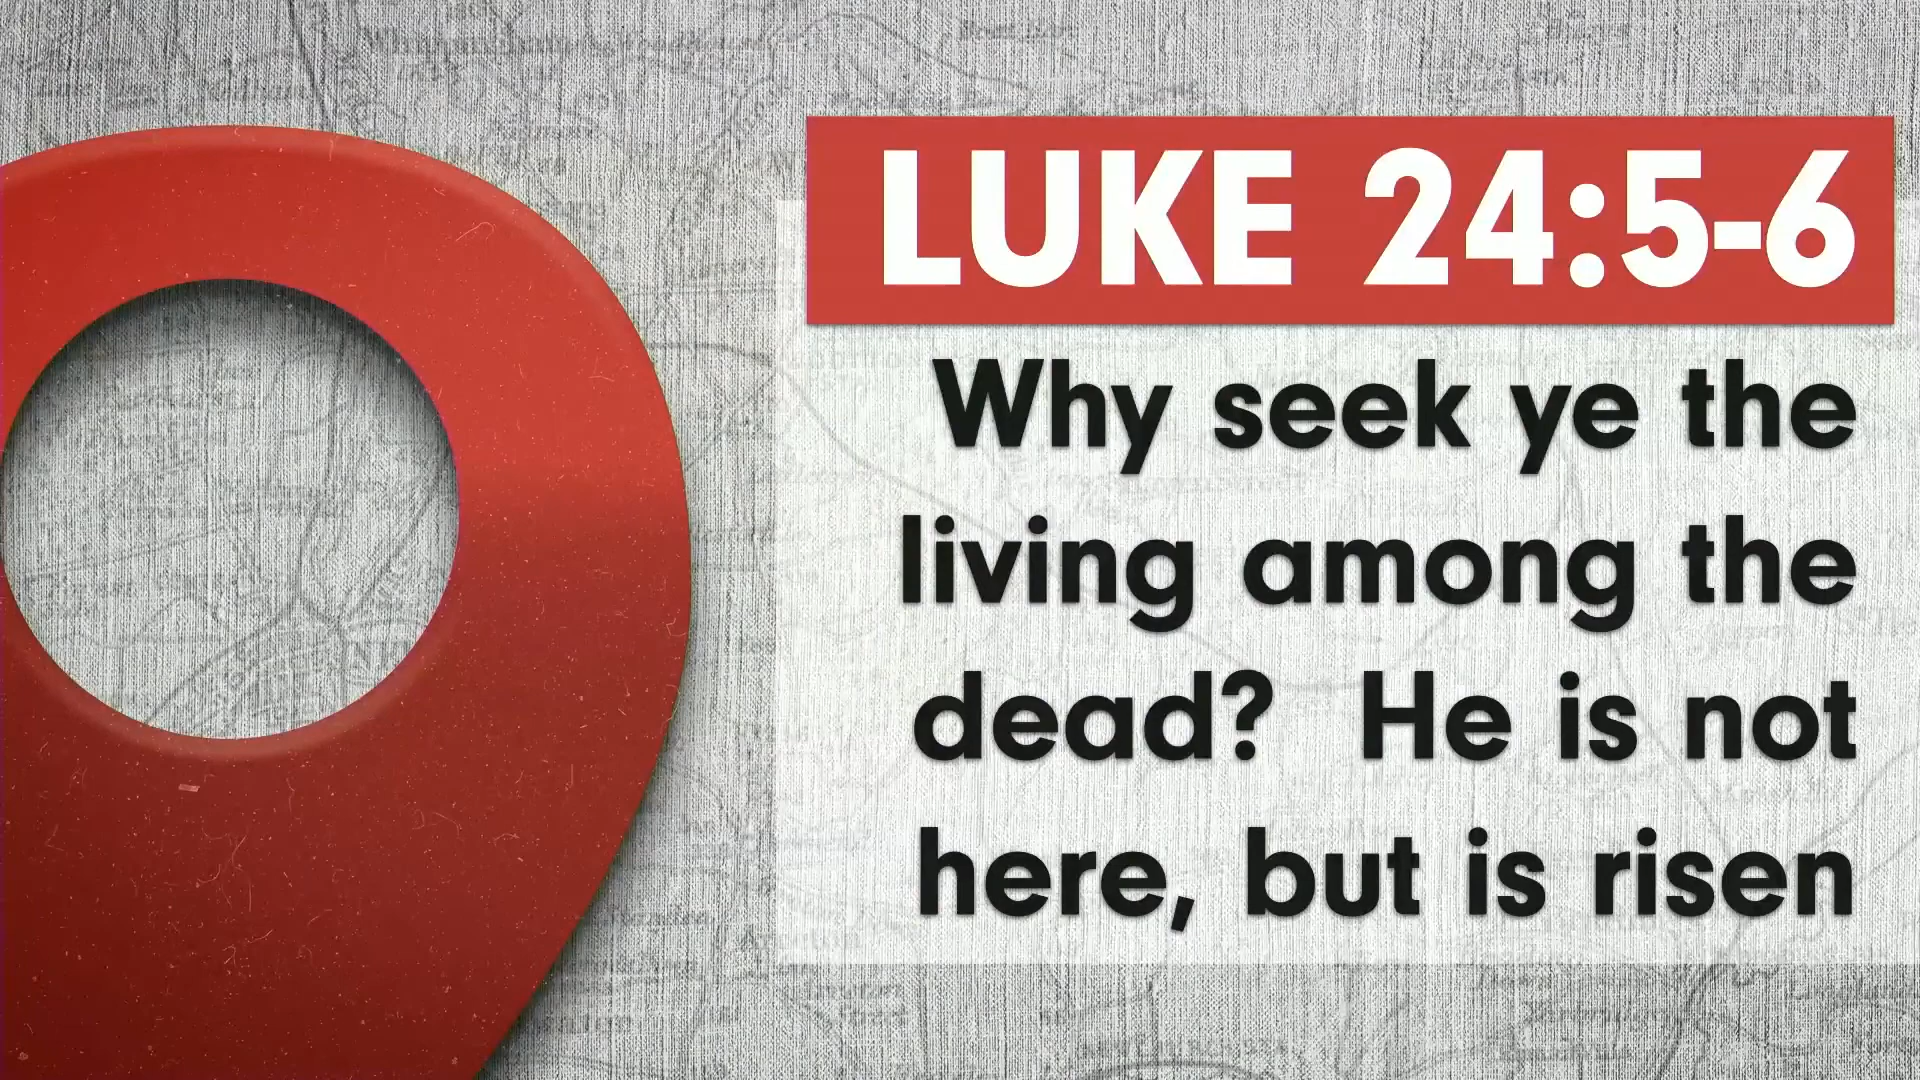 LUKE 24:5-6
Why seek ye the
living among the
dead?  He is not
here, but is risen